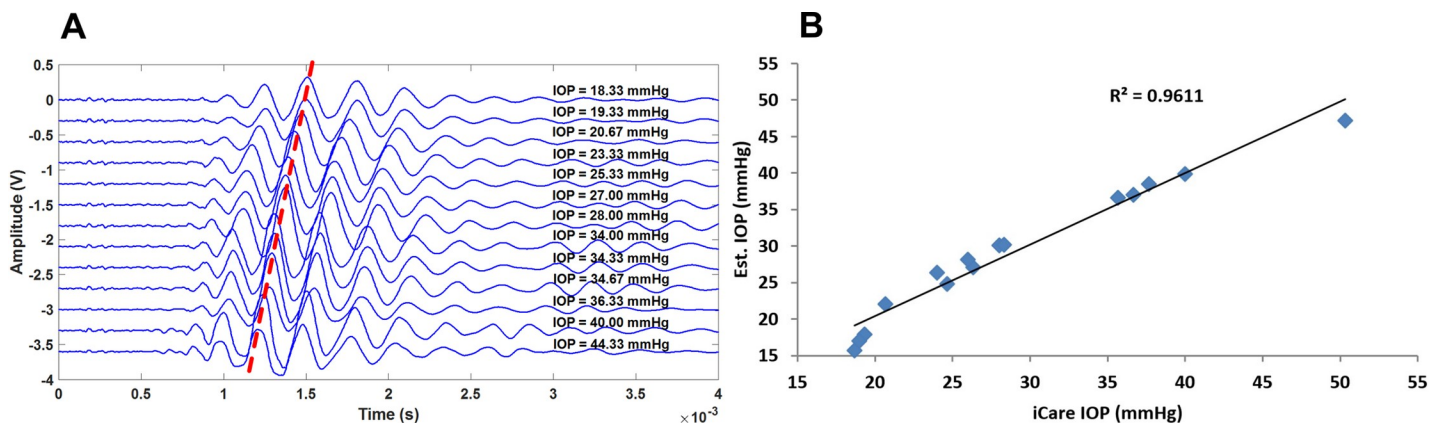 A
0.5
0
-0.5
-1
-1.5
-2
-2.5
-3
-3.5
-4
Amplitude (V)
IOP = 18.33 mmHg
IOP = 19.33 mmHg
IOP = 20.67 mmHg
IOP = 23.33 mmHg
IOP = 25.33 mmHg
IOP = 27.00 mmHg
IOP = 28.00 mmHg
IOP = 34.00 mmHg
IOP = 34.33 mmHg
IOP = 34.67 mmHg
IOP = 36.33 mmHg
IOP = 40.00 mmHg
IOP = 44.33 mmHg
0 0.5 1 1.5 2 2.5 3 3.5 4
Time (s)
×10⁻³
B
55
50
45
40
35
30
25
20
15
Est. IOP (mmHg)
R² = 0.9611
15 20 25 30 35 40 45 50 55
iCare IOP (mmHg)